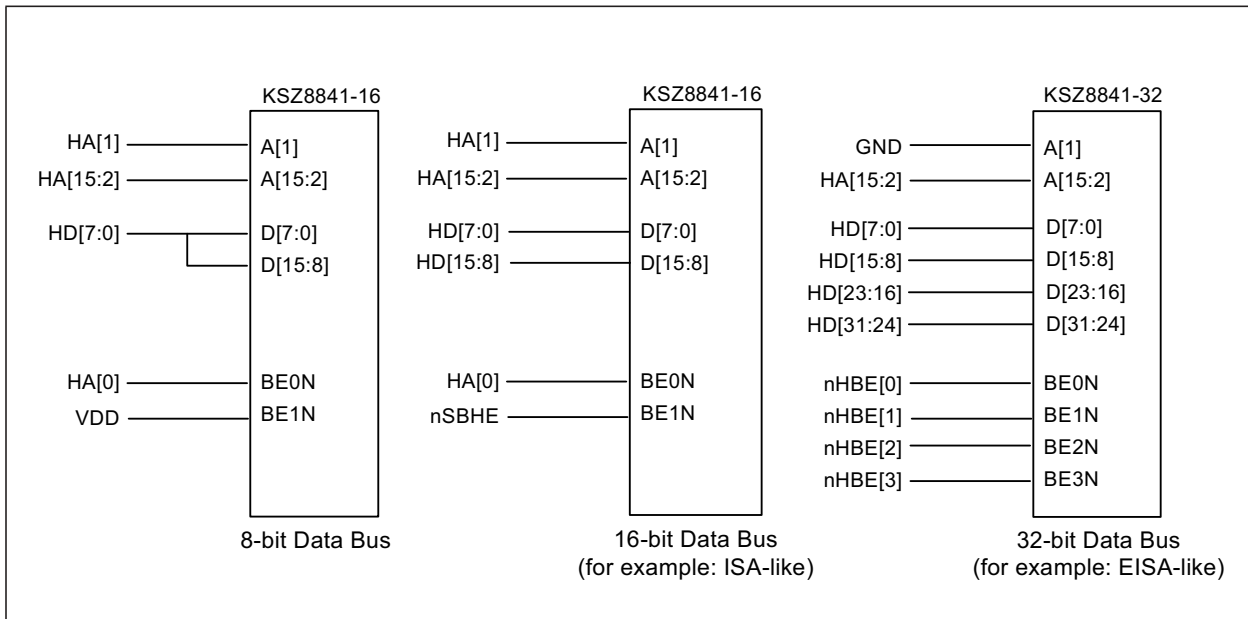 KSZ8841-16
HA[1]
A[1]
HA[15:2]
A[15:2]
HD[7:0]
D[7:0]
D[15:8]
HA[0]
BE0N
VDD
BE1N
8-bit Data Bus
KSZ8841-16
HA[1]
A[1]
HA[15:2]
A[15:2]
HD[7:0]
D[7:0]
HD[15:8]
D[15:8]
HA[0]
BE0N
nSBHE
BE1N
16-bit Data Bus
(for example: ISA-like)
KSZ8841-32
GND
A[1]
HA[15:2]
A[15:2]
HD[7:0]
D[7:0]
HD[15:8]
D[15:8]
HD[23:16]
D[23:16]
HD[31:24]
D[31:24]
nHBE[0]
BE0N
nHBE[1]
BE1N
nHBE[2]
BE2N
nHBE[3]
BE3N
32-bit Data Bus
(for example: EISA-like)